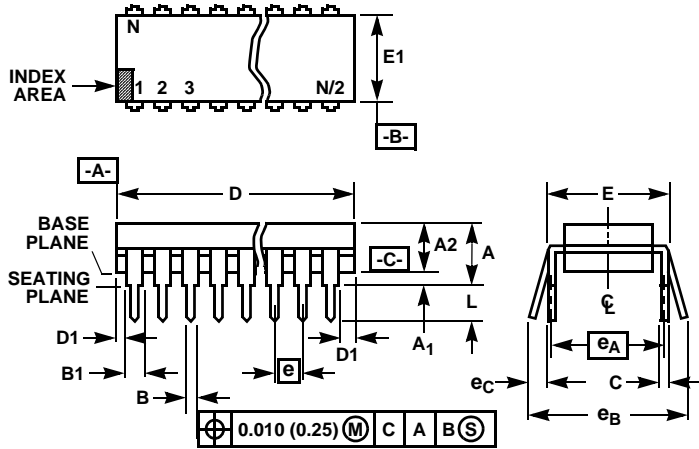 N
E1
INDEX
AREA
1 2 3 N/2
-B-
-A-
D
E
BASE
PLANE
A2
A
-C-
SEATING
PLANE
L
D1
A1
D1
B1
e
eA
B
eC
C
eB
0.010 (0.25) Ⓜ C A B Ⓢ